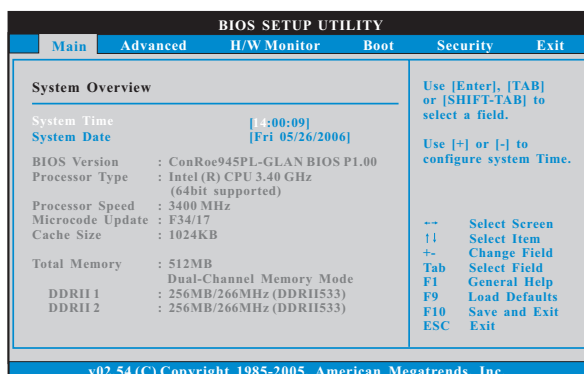 BIOS SETUP UTILITY
Main Advanced H/W Monitor Boot Security Exit
System Overview
System Time [14:00:09]
System Date [Fri 05/26/2006]
BIOS Version : ConRoe945PL-GLAN BIOS P1.00
Processor Type : Intel (R) CPU 3.40 GHz
(64bit supported)
Processor Speed : 3400 MHz
Microcode Update : F34/17
Cache Size : 1024KB
Total Memory : 512MB
Dual-Channel Memory Mode
DDRII 1 : 256MB/266MHz (DDRII533)
DDRII 2 : 256MB/266MHz (DDRII533)
Use [Enter], [TAB]
or [SHIFT-TAB] to
select a field.
Use [+] or [-] to
configure system Time.
←→ Select Screen
↑↓ Select Item
+- Change Field
Tab Select Field
F1 General Help
F9 Load Defaults
F10 Save and Exit
ESC Exit
v02.54 (C) Copyright 1985-2005, American Megatrends, Inc.